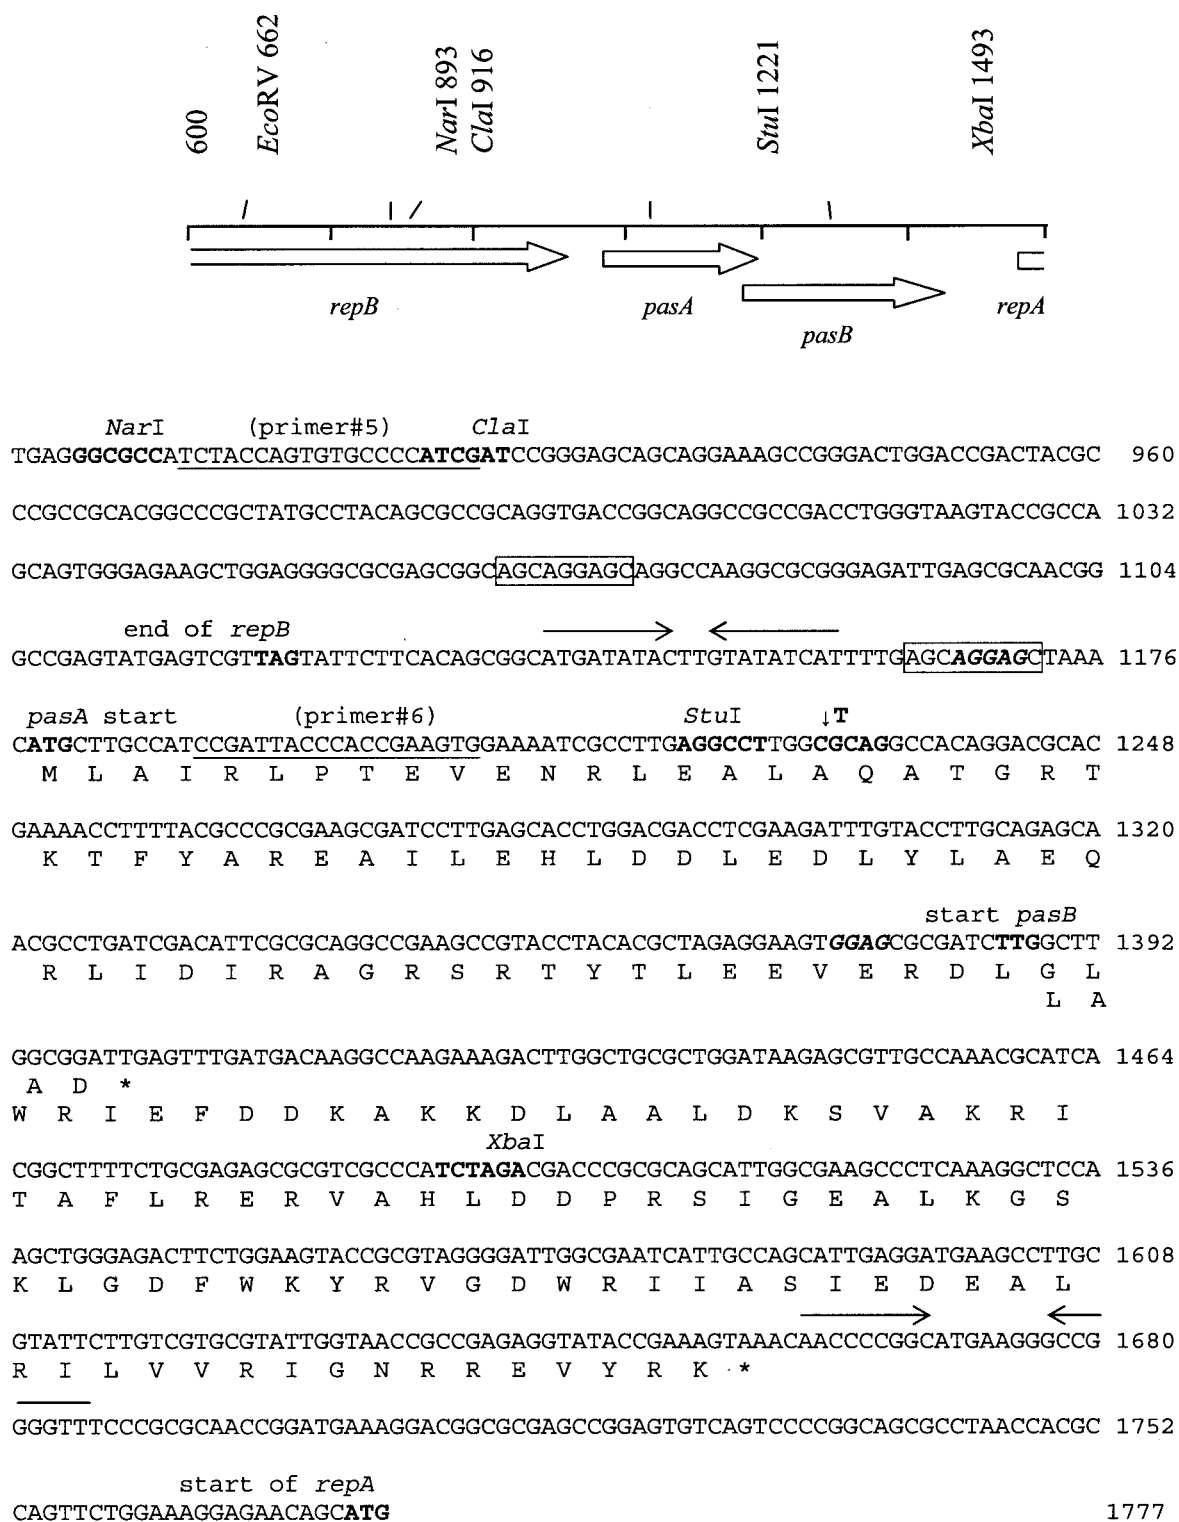 600 EcoRV 662 NarI 893 ClaI 916 StuI 1221 XbaI 1493
repB pasA pasB repA
NarI (primer#5) ClaI
TGAGGGCGCCATCTACCAGTGTGCCCCATCGATCCGGGAGCAGCAGGAAAGCCGGGACTGGACCGACTACGC 960
CCGCCGCACGGCCCGCTATGCCTACAGCGCCGCAGGTGACCGGCAGGCCGCCGACCTGGGTAAGTACCGCCA 1032
GCAGTGGGAGAAGCTGGAGGGGCGCGAGCGGCAGCAGGAGCAGGCCAAGGCGCGGGAGATTGAGCGCAACGG 1104
end of repB
GCCGAGTATGAGTCGTTAGTATTCTTCACAGCGGCATGATATACTTGTATATCATTTTGAGCAGGAGCTAAA 1176
pasA start (primer#6) StuI ↓T
CATGCTTGCCATCCGATTACCCACCGAAGTGGAAAATCGCCTTGAGGCCTTGGCGCAGGCCACAGGACGCAC 1248
M L A I R L P T E V E N R L E A L A Q A T G R T
GAAAACCTTTTACGCCCGCGAAGCGATCCTTGAGCACCTGGACGACCTCGAAGATTTGTACCTTGCAGAGCA 1320
K T F Y A R E A I L E H L D D L E D L Y L A E Q
start pasB
ACGCCTGATCGACATTCGCGCAGGCCGAAGCCGTACCTACACGCTAGAGGAAGTGGAGCGCGATCTTGGCTT 1392
R L I D I R A G R S R T Y T L E E V E R D L G L
L A
GGCGGATTGAGTTTGATGACAAGGCCAAGAAAGACTTGGCTGCGCTGGATAAGAGCGTTGCCAAACGCATCA 1464
A D *
W R I E F D D K A K K D L A A L D K S V A K R I
XbaI
CGGCTTTTCTGCGAGAGCGCGTCGCCCATCTAGACGACCCGCGCAGCATTGGCGAAGCCCTCAAAGGCTCCA 1536
T A F L R E R V A H L D D P R S I G E A L K G S
AGCTGGGAGACTTCTGGAAGTACCGCGTAGGGGATTGGCGAATCATTGCCAGCATTGAGGATGAAGCCTTGC 1608
K L G D F W K Y R V G D W R I I A S I E D E A L
GTATTCTTGTCGTGCGTATTGGTAACCGCCGAGAGGTATACCGAAAGTAAACAACCCCGGCATGAAGGGCCG 1680
R I L V V R I G N R R E V Y R K *
GGGTTTCCCGCGCAACCGGATGAAAGGACGGCGCGAGCCGGAGTGTCAGTCCCCGGCAGCGCCTAACCACGC 1752
start of repA
CAGTTCTGGAAAGGAGAACAGCATG 1777